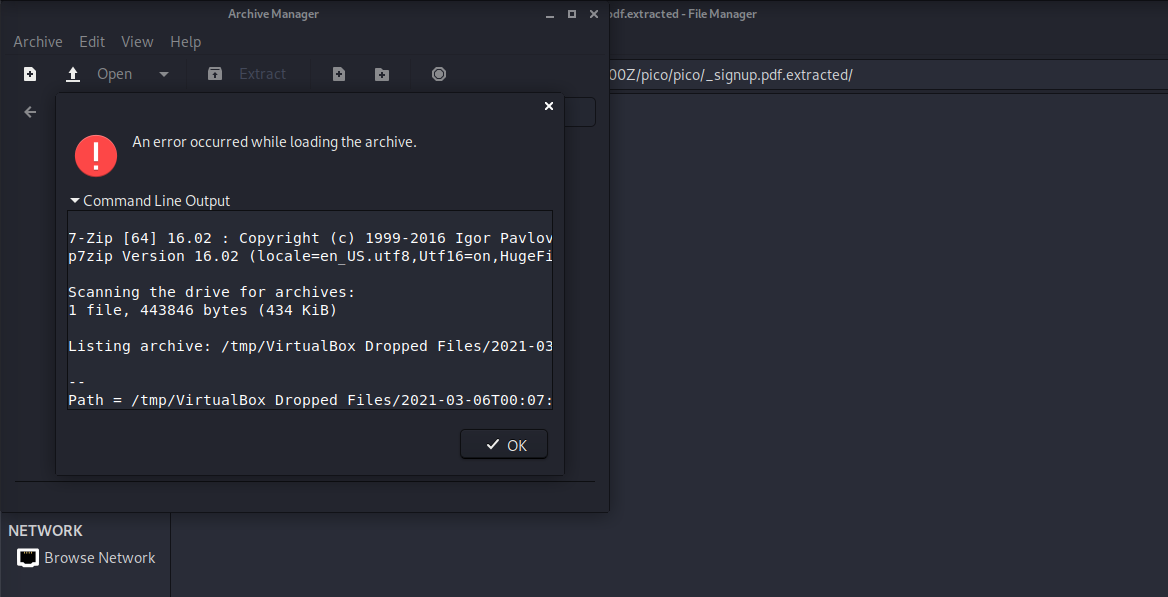 Archive Manager
pdf.extracted - File Manager
Archive Edit View Help
Open Extract
00Z/pico/pico/_signup.pdf.extracted/
An error occurred while loading the archive.
Command Line Output
7-Zip [64] 16.02 : Copyright (c) 1999-2016 Igor Pavlov
p7zip Version 16.02 (locale=en_US.utf8,Utf16=on,HugeFi
Scanning the drive for archives:
1 file, 443846 bytes (434 KiB)
Listing archive: /tmp/VirtualBox Dropped Files/2021-03
--
Path = /tmp/VirtualBox Dropped Files/2021-03-06T00:07:
OK
NETWORK
Browse Network